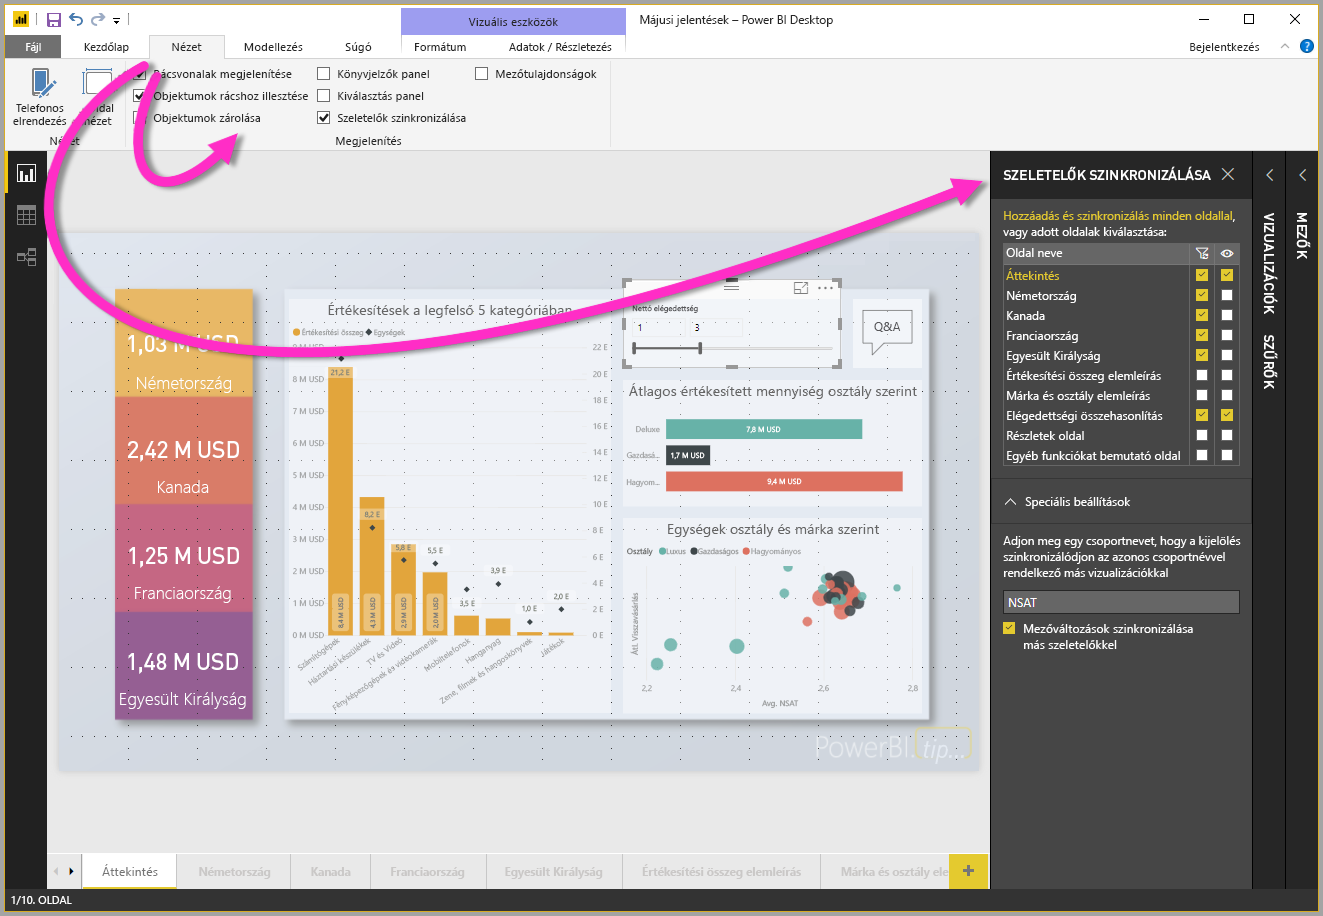 Vizuális eszközök
Májusi jelentések – Power BI Desktop
Fájl
Kezdőlap
Nézet
Modellezés
Súgó
Formátum
Adatok / Részletezés
Bejelentkezés
Rácsvonalak megjelenítése
Objektumok rácshoz illesztése
Objektumok zárolása
Könyvjelzők panel
Kiválasztás panel
Szeletelők szinkronizálása
Mezőtulajdonságok
Telefonos
elrendezés
nézet
Nézet
Megjelenítés
1,03 M USD
Németország
2,42 M USD
Kanada
1,25 M USD
Franciaország
1,48 M USD
Egyesült Királyság
Értékesítések a legfelső 5 kategóriában
Értékesítési összeg
Egységek
8 M USD
7 M USD
6 M USD
5 M USD
4 M USD
3 M USD
2 M USD
1 M USD
0 M USD
22 E
20 E
18 E
16 E
14 E
12 E
10 E
8 E
6 E
4 E
2 E
0 E
21,2 E
8,2 E
5,8 E
5,5 E
3,5 E
3,9 E
1,0 E
2,0 E
8,4 M USD
4,3 M USD
2,9 M USD
2,0 M USD
Számítógépek
Háztartási készülékek
TV és Videó
Fényképezőgépek és videókamerák
Mobiltelefonok
Hanganyag
Zene, filmek és hangoskönyvek
Játékok
Nettó elégedettség
1
3
Q&A
Átlagos értékesített mennyiség osztály szerint
Deluxe
7,8 M USD
Gazdasá...
1,7 M USD
Hagyom...
9,4 M USD
Egységek osztály és márka szerint
Osztály
Luxus
Gazdaságos
Hagyományos
Átl. Visszavásárlás
2,2
2,4
2,6
2,8
Avg. NSAT
PowerBI.tip...
SZELETELŐK SZINKRONIZÁLÁSA
Hozzáadás és szinkronizálás minden oldallal,
vagy adott oldalak kiválasztása:
Oldal neve
Áttekintés
Németország
Kanada
Franciaország
Egyesült Királyság
Értékesítési összeg elemleírás
Márka és osztály elemleírás
Elégedettségi összehasonlítás
Részletek oldal
Egyéb funkciókat bemutató oldal
Speciális beállítások
Adjon meg egy csoportnevet, hogy a kijelölés
szinkronizálódjon az azonos csoportnévvel
rendelkező más vizualizációkkal
NSAT
Mezőváltozások szinkronizálása
más szeletelőkkel
VIZUALIZÁCIÓK
SZŰRŐK
MEZŐK
Áttekintés
Németország
Kanada
Franciaország
Egyesült Királyság
Értékesítési összeg elemleírás
Márka és osztály ele
1/10. OLDAL